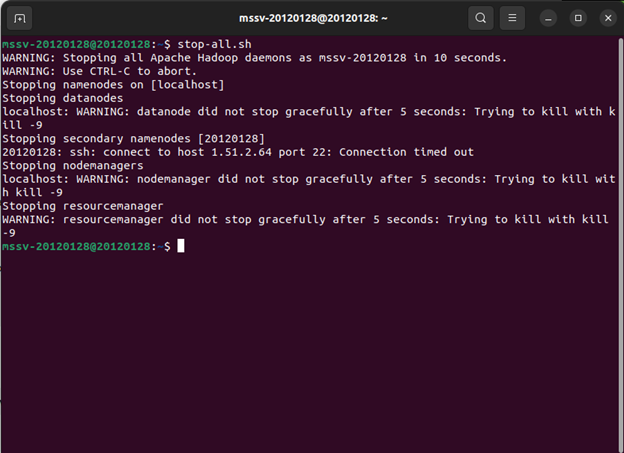 mssv-20120128@20120128: ~
mssv-20120128@20120128:~$ stop-all.sh
WARNING: Stopping all Apache Hadoop daemons as mssv-20120128 in 10 seconds.
WARNING: Use CTRL-C to abort.
Stopping namenodes on [localhost]
Stopping datanodes
localhost: WARNING: datanode did not stop gracefully after 5 seconds: Trying to kill with k
ill -9
Stopping secondary namenodes [20120128]
20120128: ssh: connect to host 1.51.2.64 port 22: Connection timed out
Stopping nodemanagers
localhost: WARNING: nodemanager did not stop gracefully after 5 seconds: Trying to kill wit
h kill -9
Stopping resourcemanager
WARNING: resourcemanager did not stop gracefully after 5 seconds: Trying to kill with kill
-9
mssv-20120128@20120128:~$